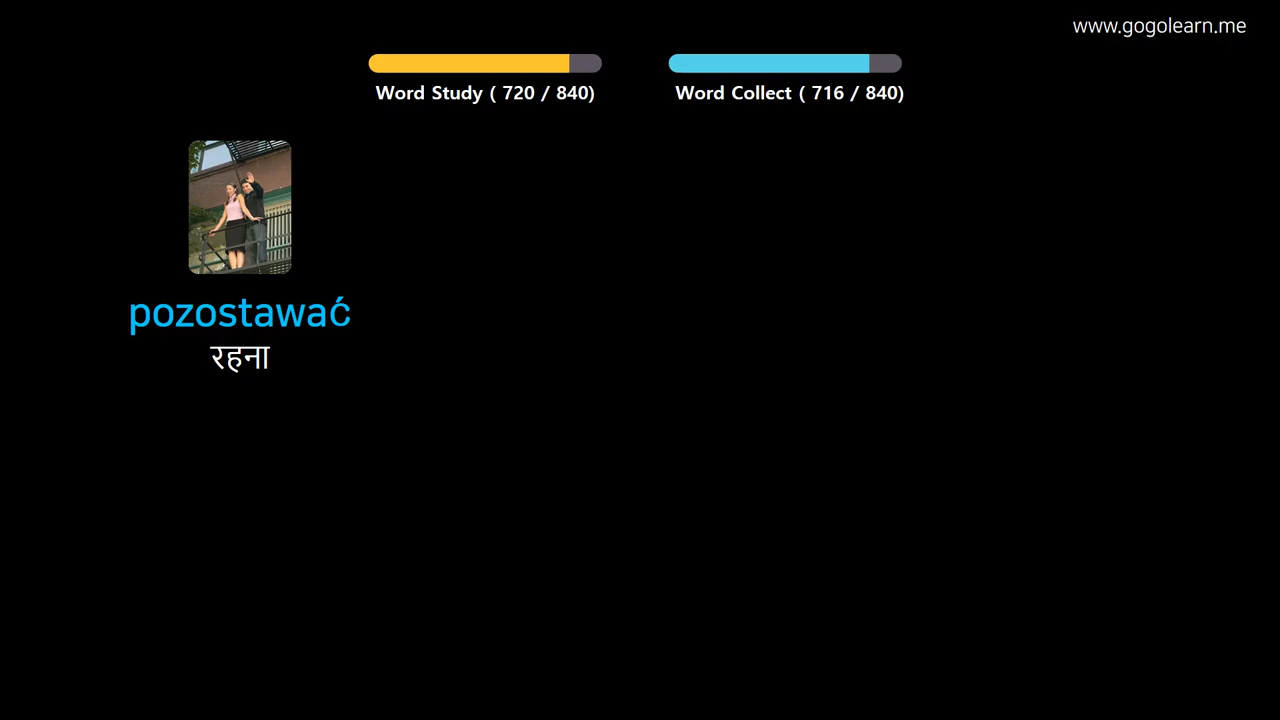 www.gogolearn.me
Word Study ( 720 / 840)
Word Collect ( 716 / 840)
pozostawać
रहना